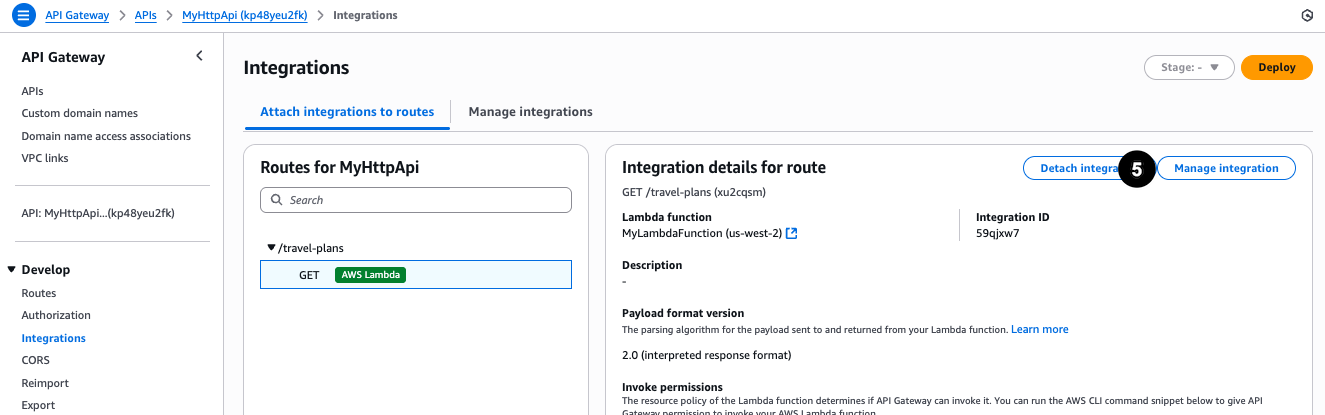 API Gateway > APIs > MyHttpApi (kp48yeu2fk) > Integrations
API Gateway
APIs
Custom domain names
Domain name access associations
VPC links
API: MyHttpApi...(kp48yeu2fk)
Develop
Routes
Authorization
Integrations
CORS
Reimport
Export
Integrations
Stage: -
Deploy
Attach integrations to routes
Manage integrations
Routes for MyHttpApi
Search
/travel-plans
GET AWS Lambda
Integration details for route
Detach integra
5
Manage integration
GET /travel-plans (xu2cqsm)
Lambda function
MyLambdaFunction (us-west-2)
Integration ID
59qjxw7
Description
-
Payload format version
The parsing algorithm for the payload sent to and returned from your Lambda function. Learn more
2.0 (interpreted response format)
Invoke permissions
The resource policy of the Lambda function determines if API Gateway can invoke it. You can run the AWS CLI command snippet below to give API
Gateway permission to invoke your AWS Lambda function.